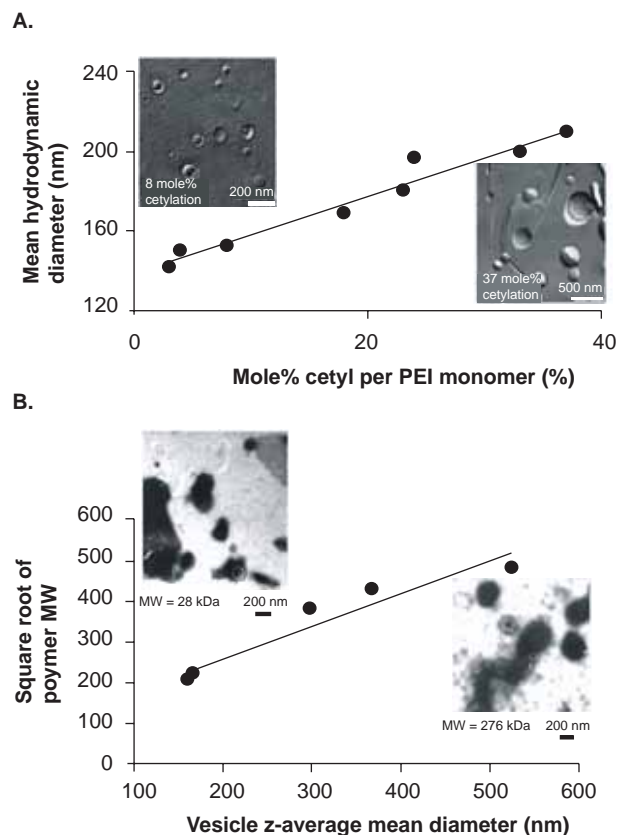 A.
Mean hydrodynamic
diameter (nm)
240
200
160
120
8 mole%
cetylation
200 nm
37 mole%
cetylation
500 nm
0
20
40
Mole% cetyl per PEI monomer (%)
B.
Square root of
poymer MW
600
500
400
300
200
100
0
MW = 28 kDa
200 nm
MW = 276 kDa
200 nm
100
200
300
400
500
600
Vesicle z-average mean diameter (nm)